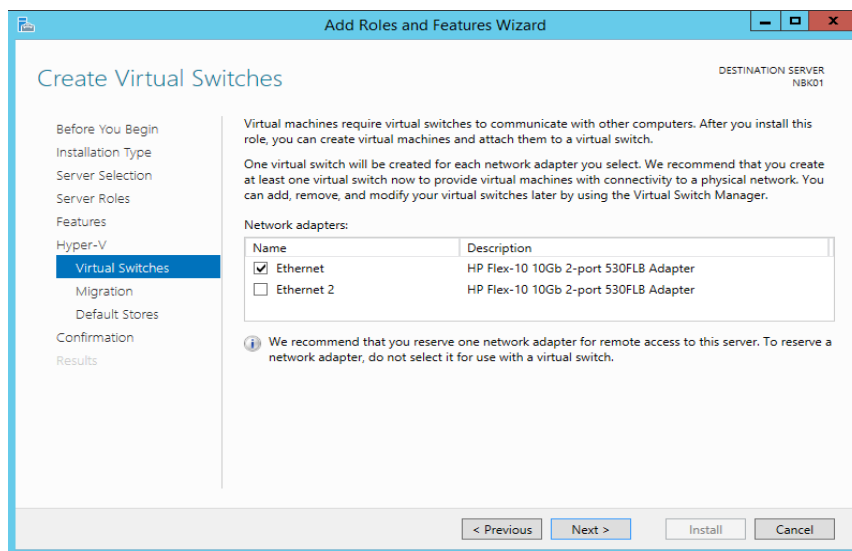 Add Roles and Features Wizard
Create Virtual Switches
DESTINATION SERVER
NBK01
Before You Begin
Installation Type
Server Selection
Server Roles
Features
Hyper-V
Virtual Switches
Migration
Default Stores
Confirmation
Results
Virtual machines require virtual switches to communicate with other computers. After you install this
role, you can create virtual machines and attach them to a virtual switch.
One virtual switch will be created for each network adapter you select. We recommend that you create
at least one virtual switch now to provide virtual machines with connectivity to a physical network. You
can add, remove, and modify your virtual switches later by using the Virtual Switch Manager.
Network adapters:
Name Description
Ethernet HP Flex-10 10Gb 2-port 530FLB Adapter
Ethernet 2 HP Flex-10 10Gb 2-port 530FLB Adapter
We recommend that you reserve one network adapter for remote access to this server. To reserve a
network adapter, do not select it for use with a virtual switch.
< Previous Next > Install Cancel